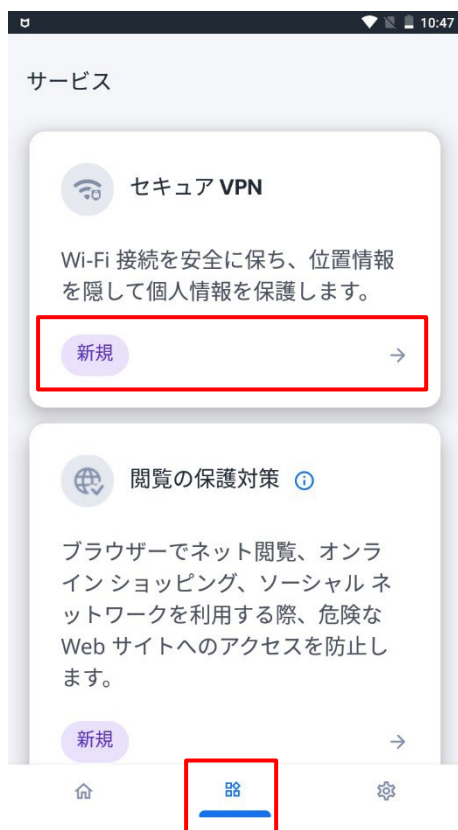 10:47
サービス
セキュア VPN
Wi-Fi 接続を安全に保ち、位置情報
を隠して個人情報を保護します。
新規
閲覧の保護対策
ブラウザーでネット閲覧、オンラ
イン ショッピング、ソーシャル ネ
ットワークを利用する際、危険な
Web サイトへのアクセスを防止し
ます。
新規